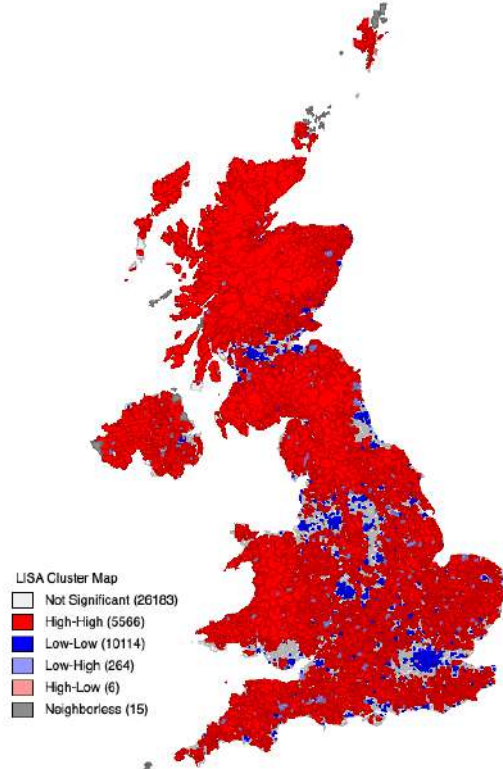 LISA Cluster Map
Not Significant (26183)
High-High (5566)
Low-Low (10114)
Low-High (264)
High-Low (6)
Neighborless (15)